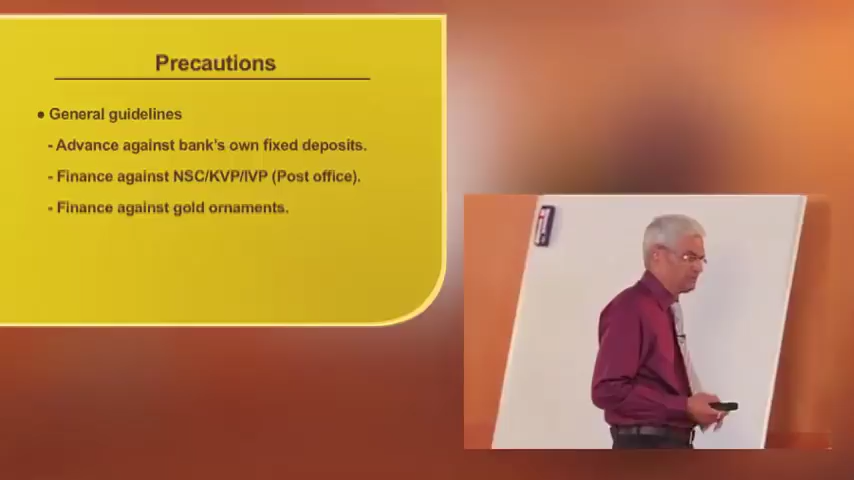 Precautions
● General guidelines
- Advance against bank's own fixed deposits.
- Finance against NSC/KVP/IVP (Post office).
- Finance against gold ornaments.